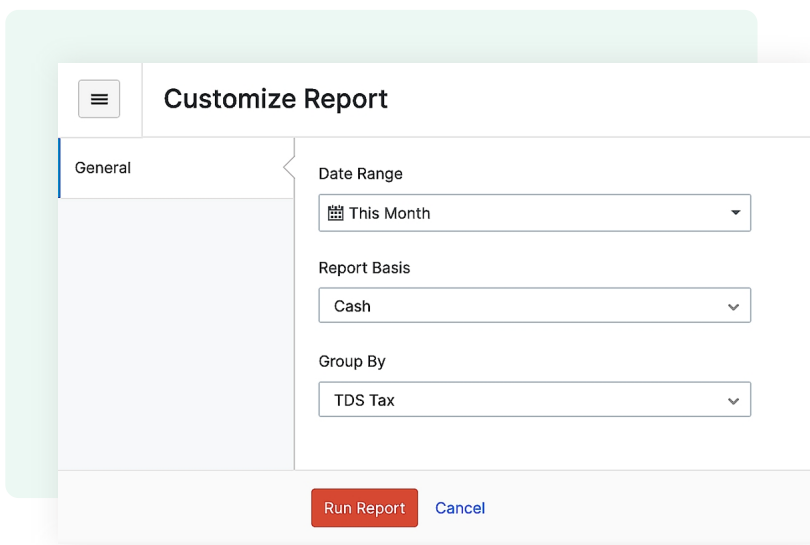 Customize Report
General
Date Range
This Month
Report Basis
Cash
Group By
TDS Tax
Run Report
Cancel